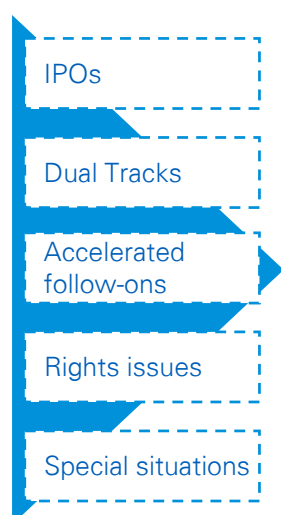 IPOs
Dual Tracks
Accelerated
follow-ons
Rights issues
Special situations